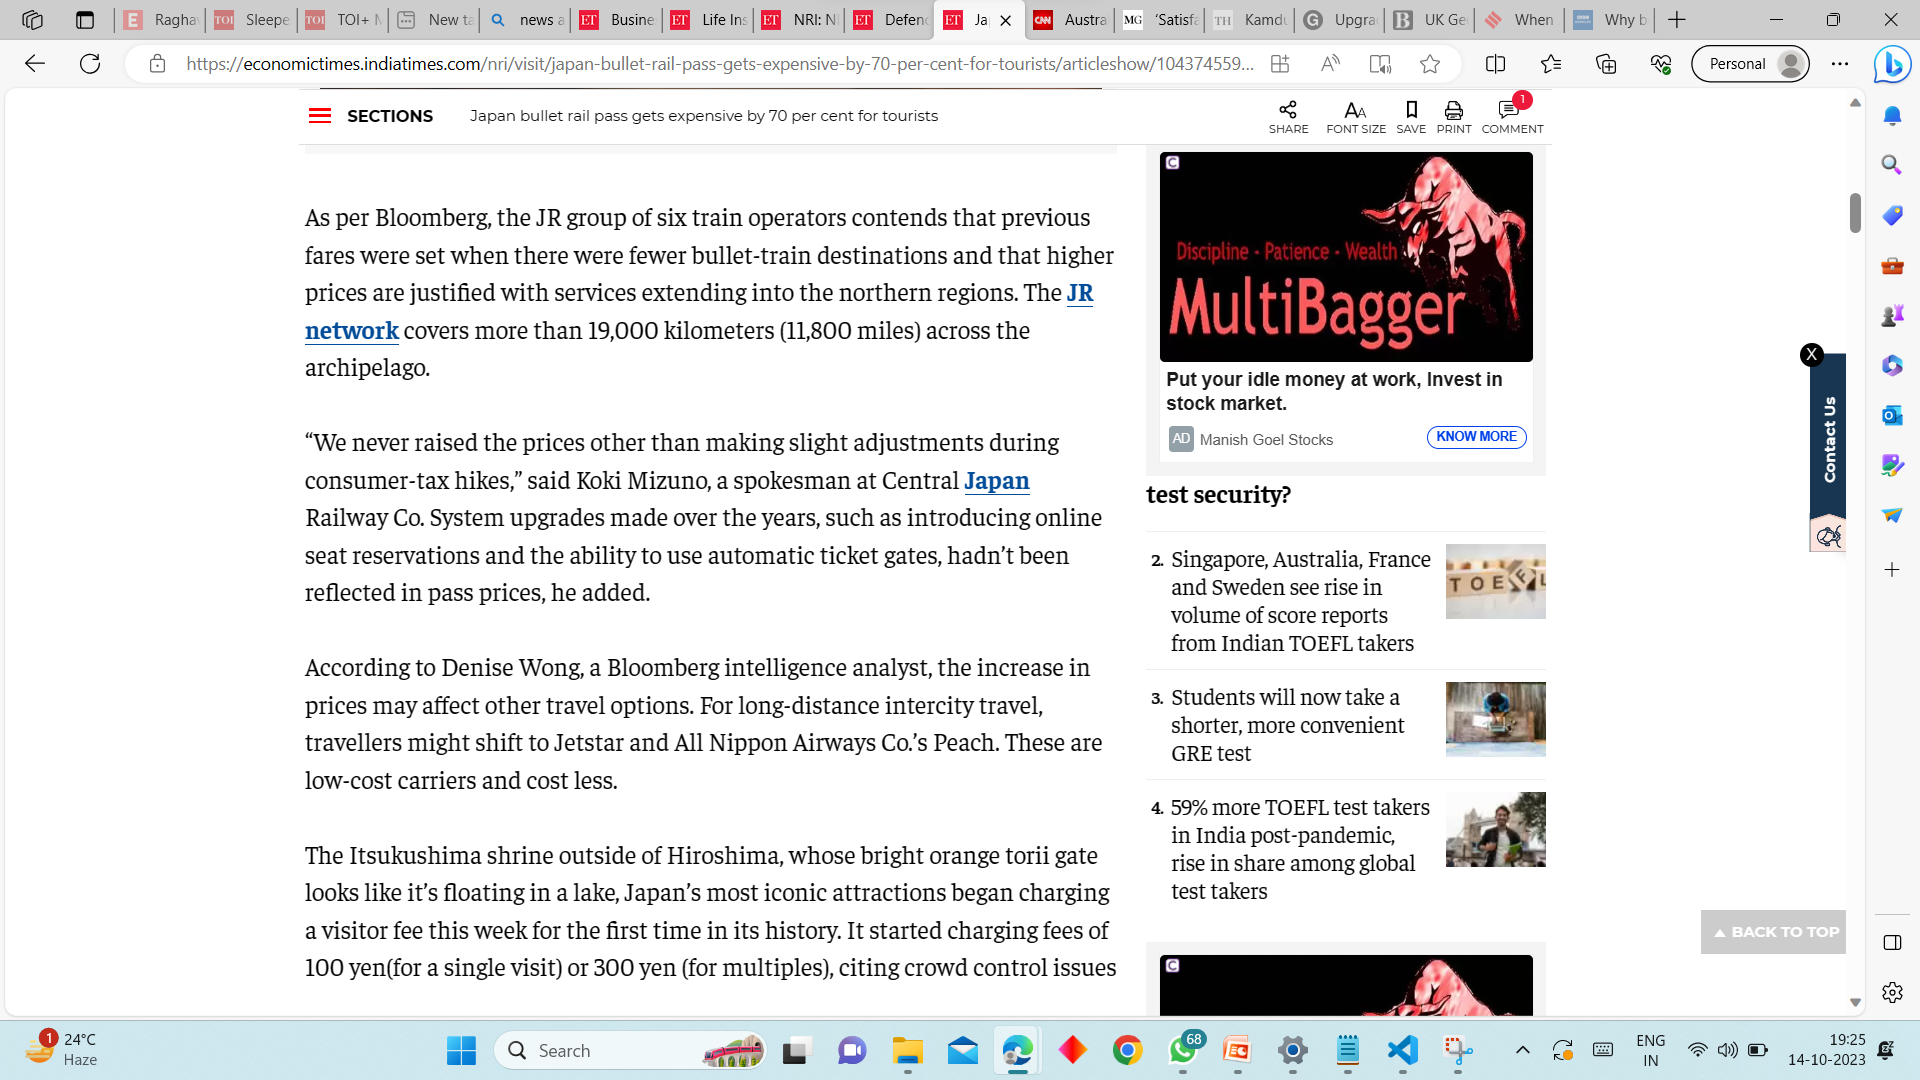 Ragha
Sleepe
TOI+ M
New ta
news a
Busine
Life Ins
NRI: N
Defenc
Ja
Austra
'Satisfa
Kamdu
Upgra
UK Ge
When
Why b
https://economictimes.indiatimes.com/nri/visit/japan-bullet-rail-pass-gets-expensive-by-70-per-cent-for-tourists/articleshow/104374559...
Personal
SECTIONS
Japan bullet rail pass gets expensive by 70 per cent for tourists
SHARE
FONT SIZE
SAVE
PRINT
1
COMMENT
As per Bloomberg, the JR group of six train operators contends that previous
fares were set when there were fewer bullet-train destinations and that higher
prices are justified with services extending into the northern regions. The JR
network covers more than 19,000 kilometers (11,800 miles) across the
archipelago.
“We never raised the prices other than making slight adjustments during
consumer-tax hikes,” said Koki Mizuno, a spokesman at Central Japan
Railway Co. System upgrades made over the years, such as introducing online
seat reservations and the ability to use automatic ticket gates, hadn’t been
reflected in pass prices, he added.
According to Denise Wong, a Bloomberg intelligence analyst, the increase in
prices may affect other travel options. For long-distance intercity travel,
travellers might shift to Jetstar and All Nippon Airways Co.’s Peach. These are
low-cost carriers and cost less.
The Itsukushima shrine outside of Hiroshima, whose bright orange torii gate
looks like it’s floating in a lake, Japan’s most iconic attractions began charging
a visitor fee this week for the first time in its history. It started charging fees of
100 yen(for a single visit) or 300 yen (for multiples), citing crowd control issues
Discipline - Patience - Wealth
MultiBagger
Put your idle money at work, Invest in
stock market.
AD Manish Goel Stocks
KNOW MORE
test security?
2. Singapore, Australia, France
and Sweden see rise in
volume of score reports
from Indian TOEFL takers
TOEFL
3. Students will now take a
shorter, more convenient
GRE test
4. 59% more TOEFL test takers
in India post-pandemic,
rise in share among global
test takers
X
Contact Us
BACK TO TOP
1
24°C
Haze
Search
68
ENG
IN
19:25
14-10-2023